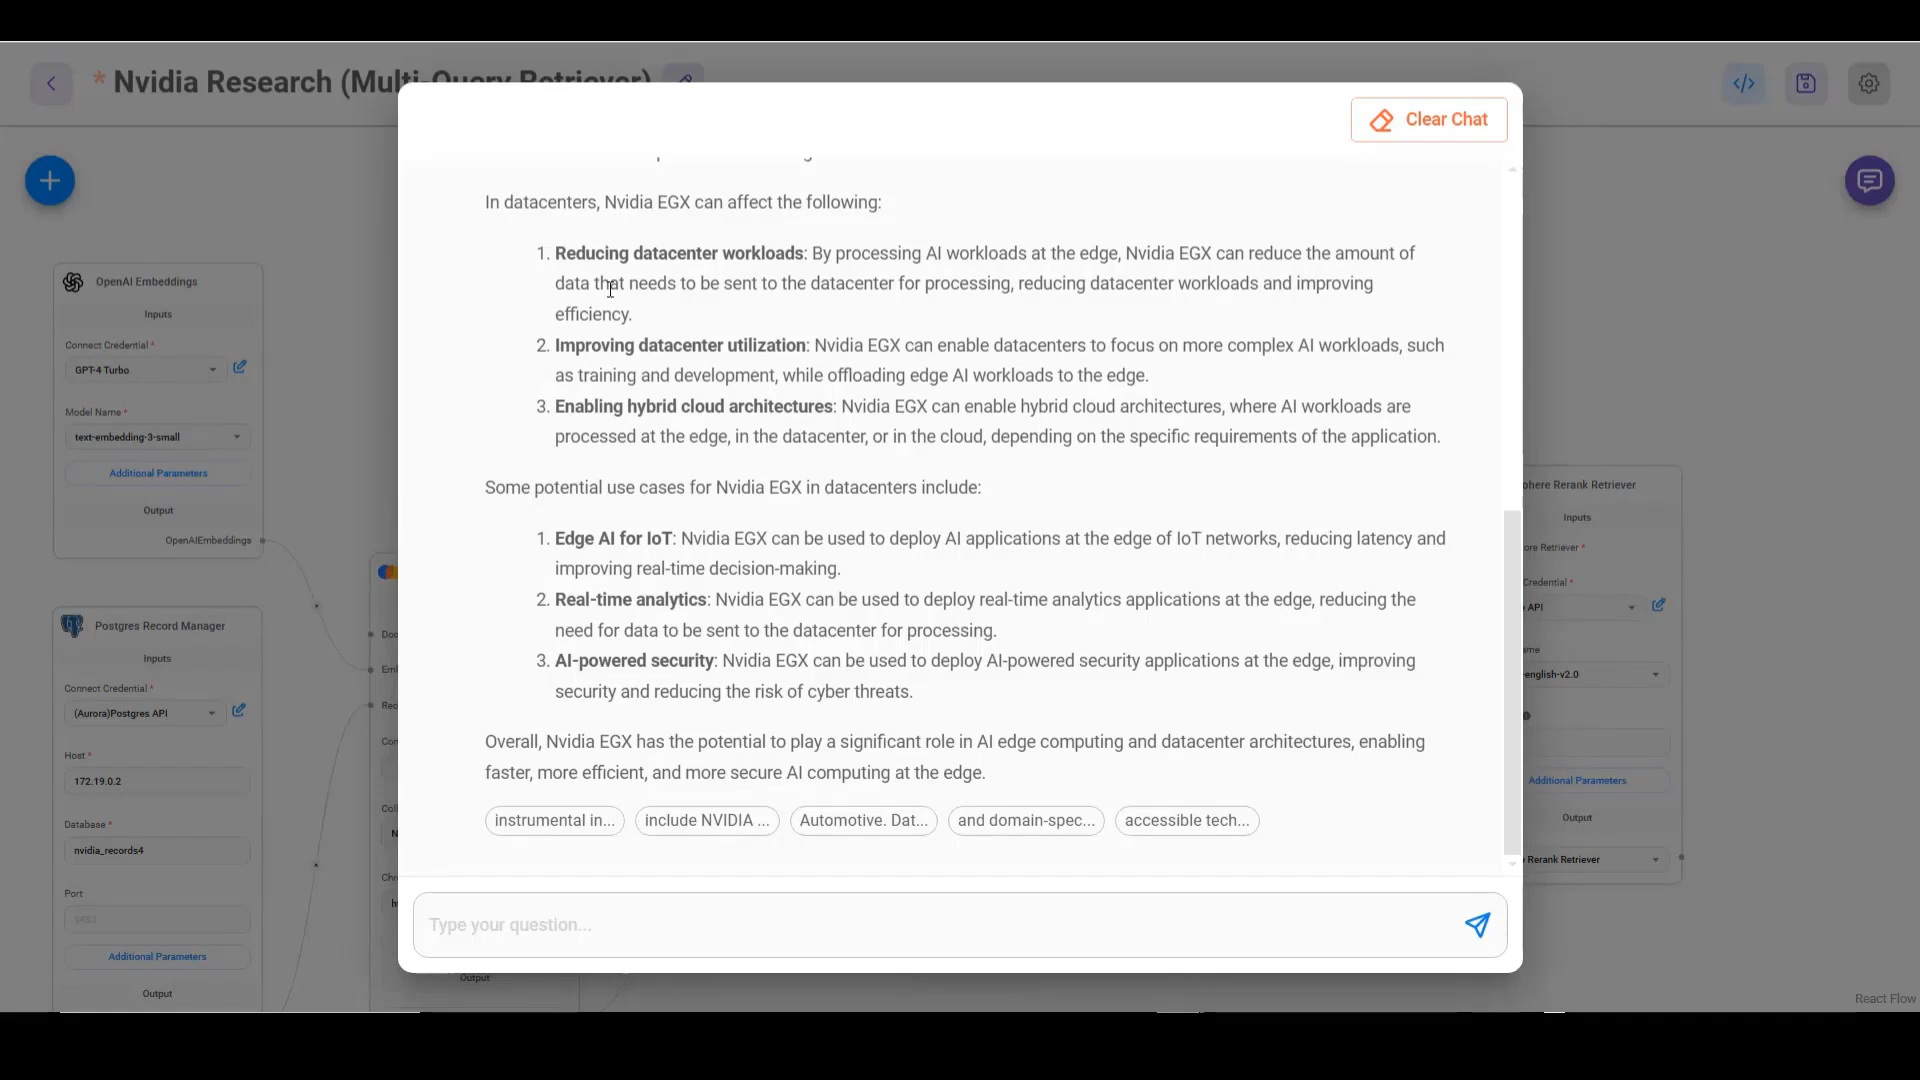 * Nvidia Research (Multi-Query Retriever)
Clear Chat
In datacenters, Nvidia EGX can affect the following:
1. Reducing datacenter workloads: By processing AI workloads at the edge, Nvidia EGX can reduce the amount of
data that needs to be sent to the datacenter for processing, reducing datacenter workloads and improving
efficiency.
2. Improving datacenter utilization: Nvidia EGX can enable datacenters to focus on more complex AI workloads, such
as training and development, while offloading edge AI workloads to the edge.
3. Enabling hybrid cloud architectures: Nvidia EGX can enable hybrid cloud architectures, where AI workloads are
processed at the edge, in the datacenter, or in the cloud, depending on the specific requirements of the application.
Some potential use cases for Nvidia EGX in datacenters include:
1. Edge AI for IoT: Nvidia EGX can be used to deploy AI applications at the edge of IoT networks, reducing latency and
improving real-time decision-making.
2. Real-time analytics: Nvidia EGX can be used to deploy real-time analytics applications at the edge, reducing the
need for data to be sent to the datacenter for processing.
3. AI-powered security: Nvidia EGX can be used to deploy AI-powered security applications at the edge, improving
security and reducing the risk of cyber threats.
Overall, Nvidia EGX has the potential to play a significant role in AI edge computing and datacenter architectures, enabling
faster, more efficient, and more secure AI computing at the edge.
instrumental in... include NVIDIA ... Automotive. Dat... and domain-spec... accessible tech...
Type your question...
OpenAI Embeddings
Inputs
Connect Credential *
GPT-4 Turbo
Model Name *
text-embedding-3-small
Additional Parameters
Output
OpenAIEmbeddings
Postgres Record Manager
Inputs
Connect Credential *
(Aurora)Postgres API
Host *
172.19.0.2
Database *
nvidia_records4
Port
5432
Additional Parameters
Output
Doc
Emb
Rec
Con
Coll
N
Chr
h
Output
ohere Rerank Retriever
Inputs
ore Retriever *
Credential *
API
ame
english-v2.0
Additional Parameters
Output
Rerank Retriever
React Flow